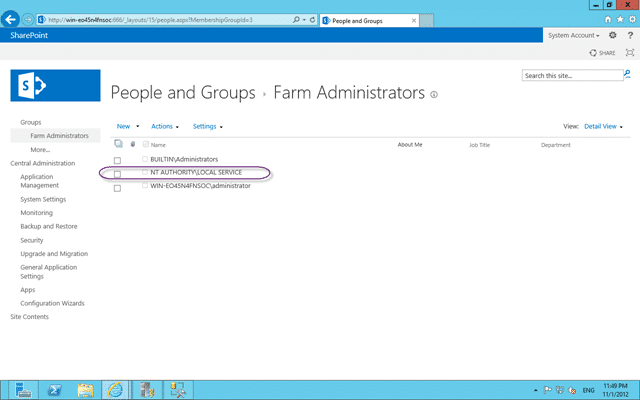 http://win-eo45n4fnsoc:666/_layouts/15/people.aspx?MembershipGroupId=3
People and Groups
SharePoint
System Account
SHARE
Search this site...
People and Groups › Farm Administrators
Groups
Farm Administrators
More...
Central Administration
Application Management
System Settings
Monitoring
Backup and Restore
Security
Upgrade and Migration
General Application Settings
Apps
Configuration Wizards
Site Contents
New
Actions
Settings
View: Detail View
Name
About Me
Job Title
Department
BUILTIN\Administrators
NT AUTHORITY\LOCAL SERVICE
WIN-EO45N4FNSOC\administrator
ENG
11:49 PM
11/1/2012